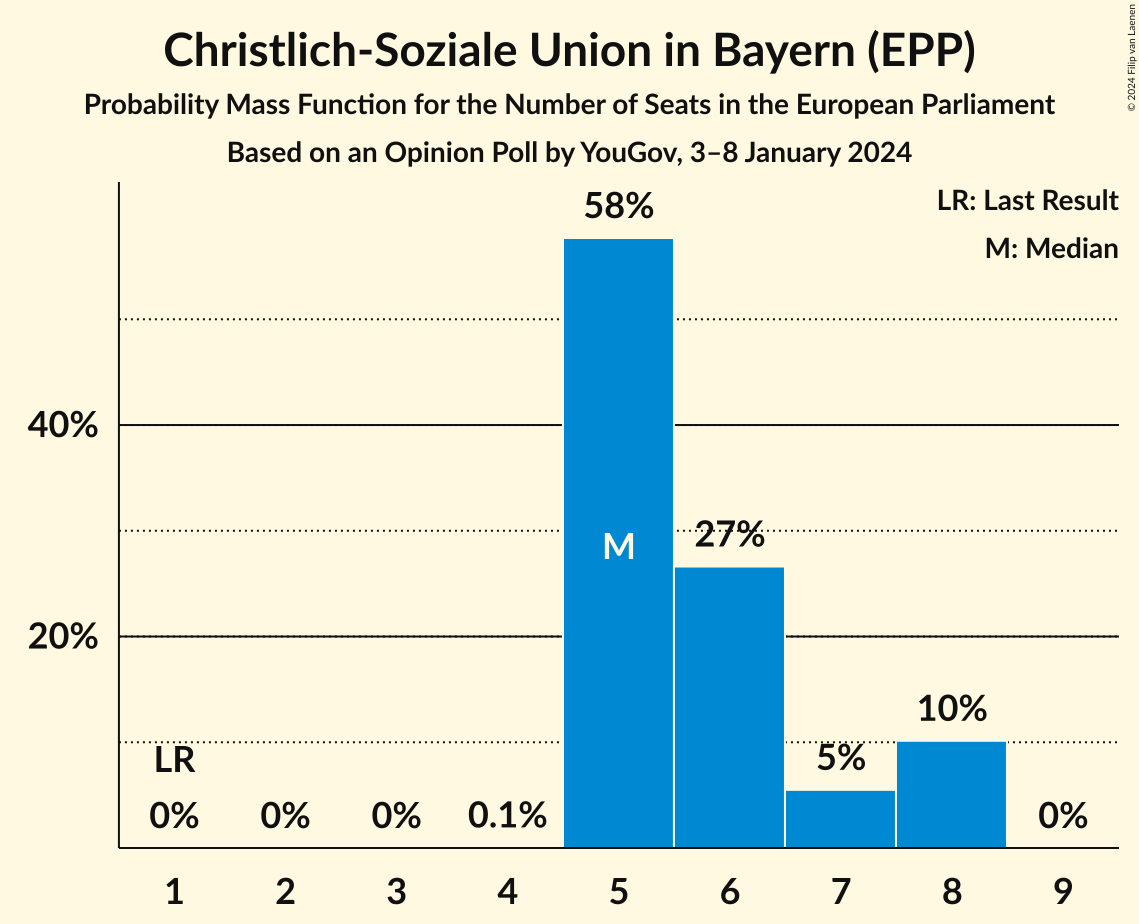 Christlich-Soziale Union in Bayern (EPP)
Probability Mass Function for the Number of Seats in the European Parliament
Based on an Opinion Poll by YouGov, 3–8 January 2024
© 2024 Filip van Laenen
LR: Last Result
M: Median
58%
40%
27%
M
20%
10%
5%
LR
0%
0%
0%
0.1%
0%
1 2 3 4 5 6 7 8 9